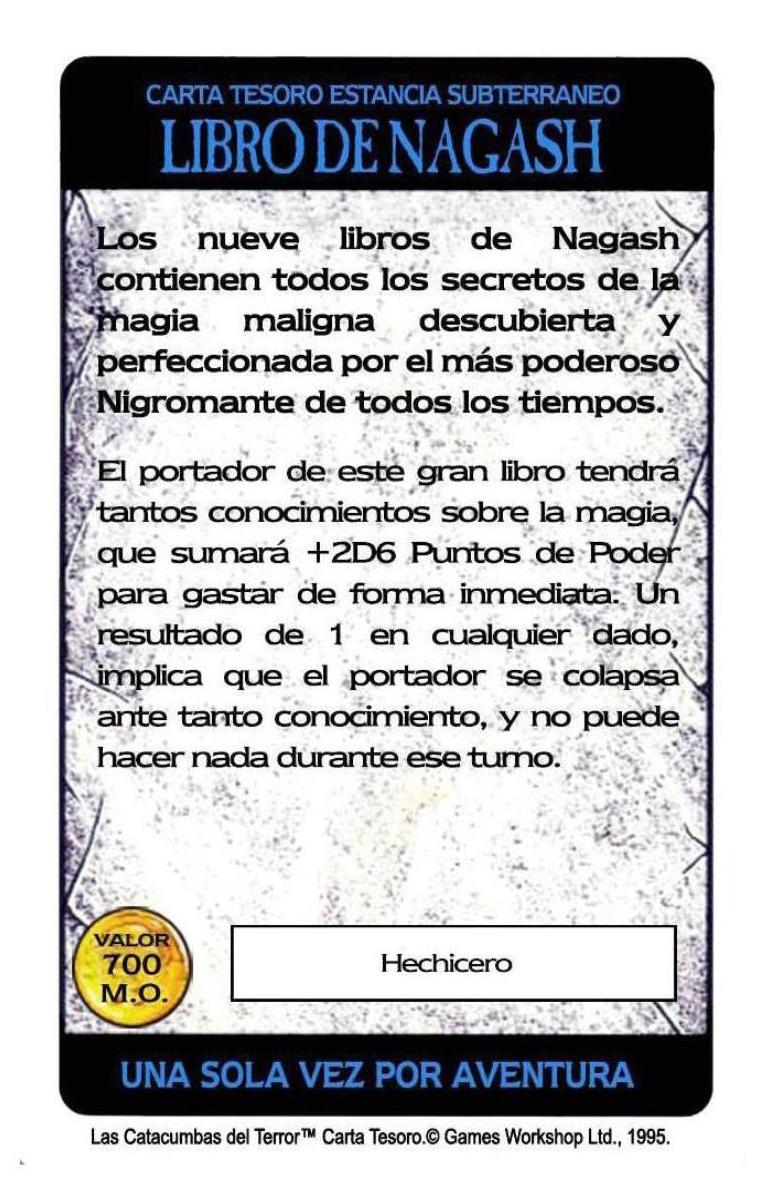 CARTA TESORO ESTANCIA SUBTERRANEO
LIBRO DE NAGASH
Los nueve libros de Nagash
contienen todos los secretos de la
magia maligna descubierta y
perfeccionada por el más poderoso
Nigromante de todos los tiempos.
El portador de este gran libro tendrá
tantos conocimientos sobre la magia,
que sumará +2D6 Puntos de Poder
para gastar de forma inmediata. Un
resultado de 1 en cualquier dado,
implica que el portador se colapsa
ante tanto conocimiento, y no puede
hacer nada durante ese turno.
VALOR
700
M.O.
Hechicero
UNA SOLA VEZ POR AVENTURA
Las Catacumbas del Terror™ Carta Tesoro.© Games Workshop Ltd., 1995.